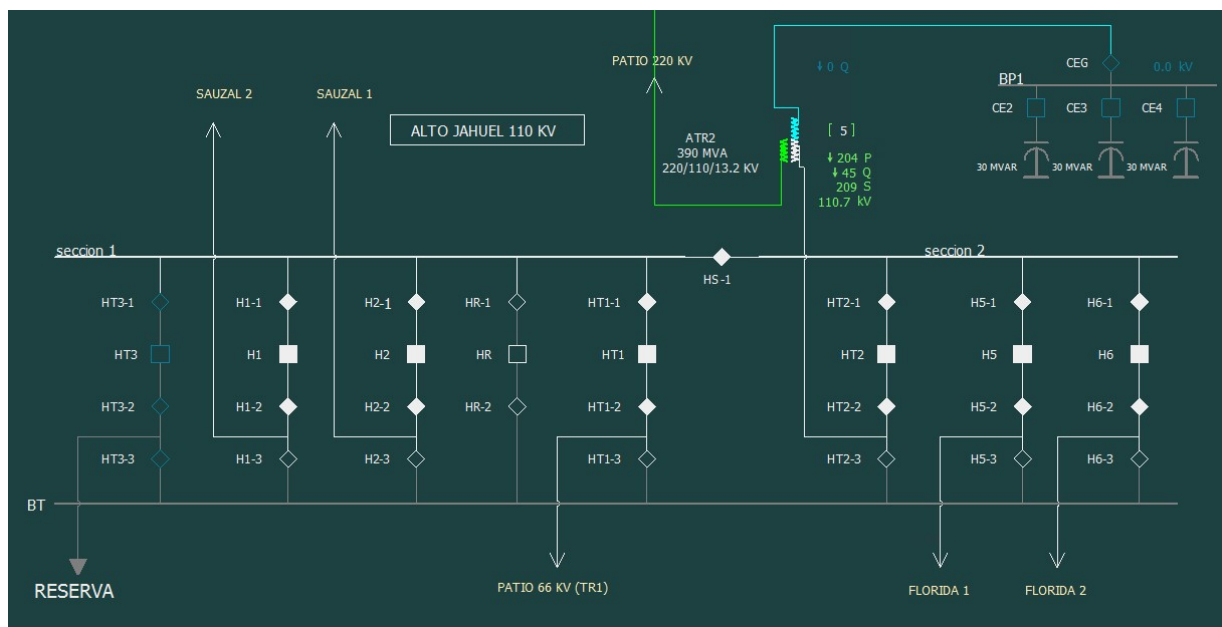 PATIO 220 KV
↓ 0 Q
CEG
0.0 kV
BP1
SAUZAL 2
SAUZAL 1
CE2
CE3
CE4
ALTO JAHUEL 110 KV
[ 5 ]
ATR2
390 MVA
220/110/13.2 KV
↓ 204 P
↓ 45 Q
209 S
110.7 kV
30 MVAR
30 MVAR
30 MVAR
seccion 1
seccion 2
HS-1
HT3-1
H1-1
H2-1
HR-1
HT1-1
HT2-1
H5-1
H6-1
HT3
H1
H2
HR
HT1
HT2
H5
H6
HT3-2
H1-2
H2-2
HR-2
HT1-2
HT2-2
H5-2
H6-2
HT3-3
H1-3
H2-3
HT1-3
HT2-3
H5-3
H6-3
BT
RESERVA
PATIO 66 KV (TR1)
FLORIDA 1
FLORIDA 2